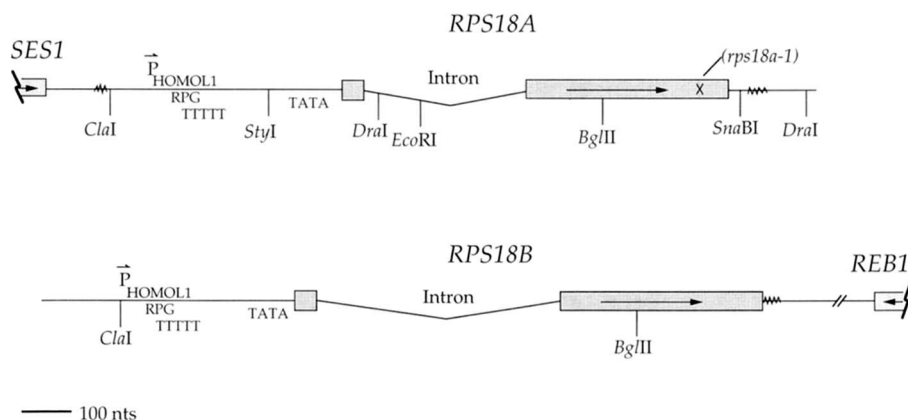 RPS18A
SES1
(rps18a-1)
P
HOMOL1
RPG
TTTTT
TATA
Intron
X
ClaI
StyI
DraI
EcoRI
BglII
SnaBI
DraI
RPS18B
REB1
P
HOMOL1
RPG
TTTTT
TATA
Intron
ClaI
BglII
100 nts